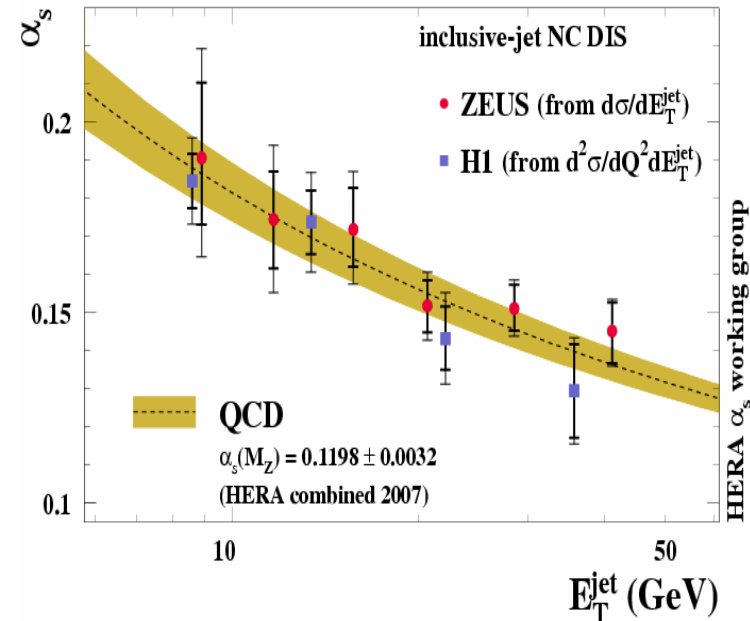 αs
inclusive-jet NC DIS
ZEUS (from dσ/dE_T^jet)
H1 (from d²σ/dQ²dE_T^jet)
0.2
0.15
0.1
QCD
αs(M_Z) = 0.1198 ± 0.0032
(HERA combined 2007)
10
50
E_T^jet (GeV)
HERA αs working group